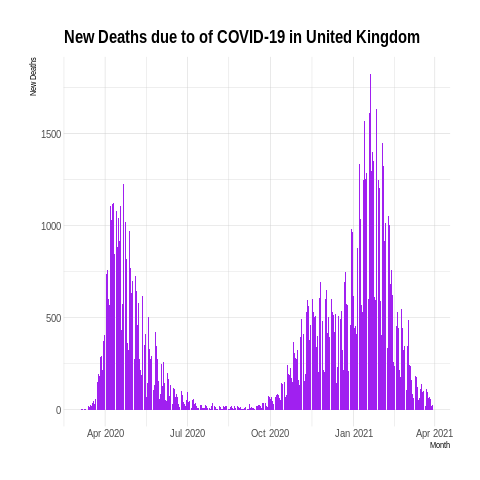 New Deaths due to of COVID-19 in United Kingdom
New Deaths
1500
1000
500
0
Apr 2020 Jul 2020 Oct 2020 Jan 2021 Apr 2021
Month